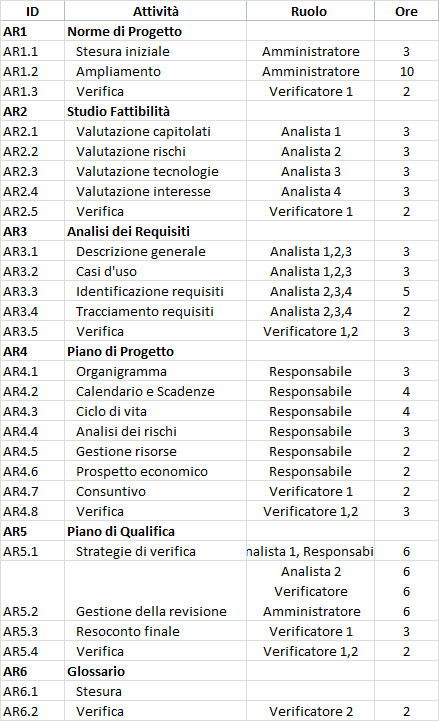 ID Attività Ruolo Ore
AR1 Norme di Progetto
AR1.1 Stesura iniziale Amministratore 3
AR1.2 Ampliamento Amministratore 10
AR1.3 Verifica Verificatore 1 2
AR2 Studio Fattibilità
AR2.1 Valutazione capitolati Analista 1 3
AR2.2 Valutazione rischi Analista 2 3
AR2.3 Valutazione tecnologie Analista 3 3
AR2.4 Valutazione interesse Analista 4 3
AR2.5 Verifica Verificatore 1 2
AR3 Analisi dei Requisiti
AR3.1 Descrizione generale Analista 1,2,3 3
AR3.2 Casi d'uso Analista 1,2,3 3
AR3.3 Identificazione requisiti Analista 2,3,4 5
AR3.4 Tracciamento requisiti Analista 2,3,4 2
AR3.5 Verifica Verificatore 1,2 3
AR4 Piano di Progetto
AR4.1 Organigramma Responsabile 3
AR4.2 Calendario e Scadenze Responsabile 4
AR4.3 Ciclo di vita Responsabile 4
AR4.4 Analisi dei rischi Responsabile 3
AR4.5 Gestione risorse Responsabile 2
AR4.6 Prospetto economico Responsabile 2
AR4.7 Consuntivo Verificatore 1 2
AR4.8 Verifica Verificatore 1,2 3
AR5 Piano di Qualifica
AR5.1 Strategie di verifica nalista 1, Responsabi 6
Analista 2 6
Verificatore 6
AR5.2 Gestione della revisione Amministratore 6
AR5.3 Resoconto finale Verificatore 1 3
AR5.4 Verifica Verificatore 1,2 2
AR6 Glossario
AR6.1 Stesura
AR6.2 Verifica Verificatore 2 2